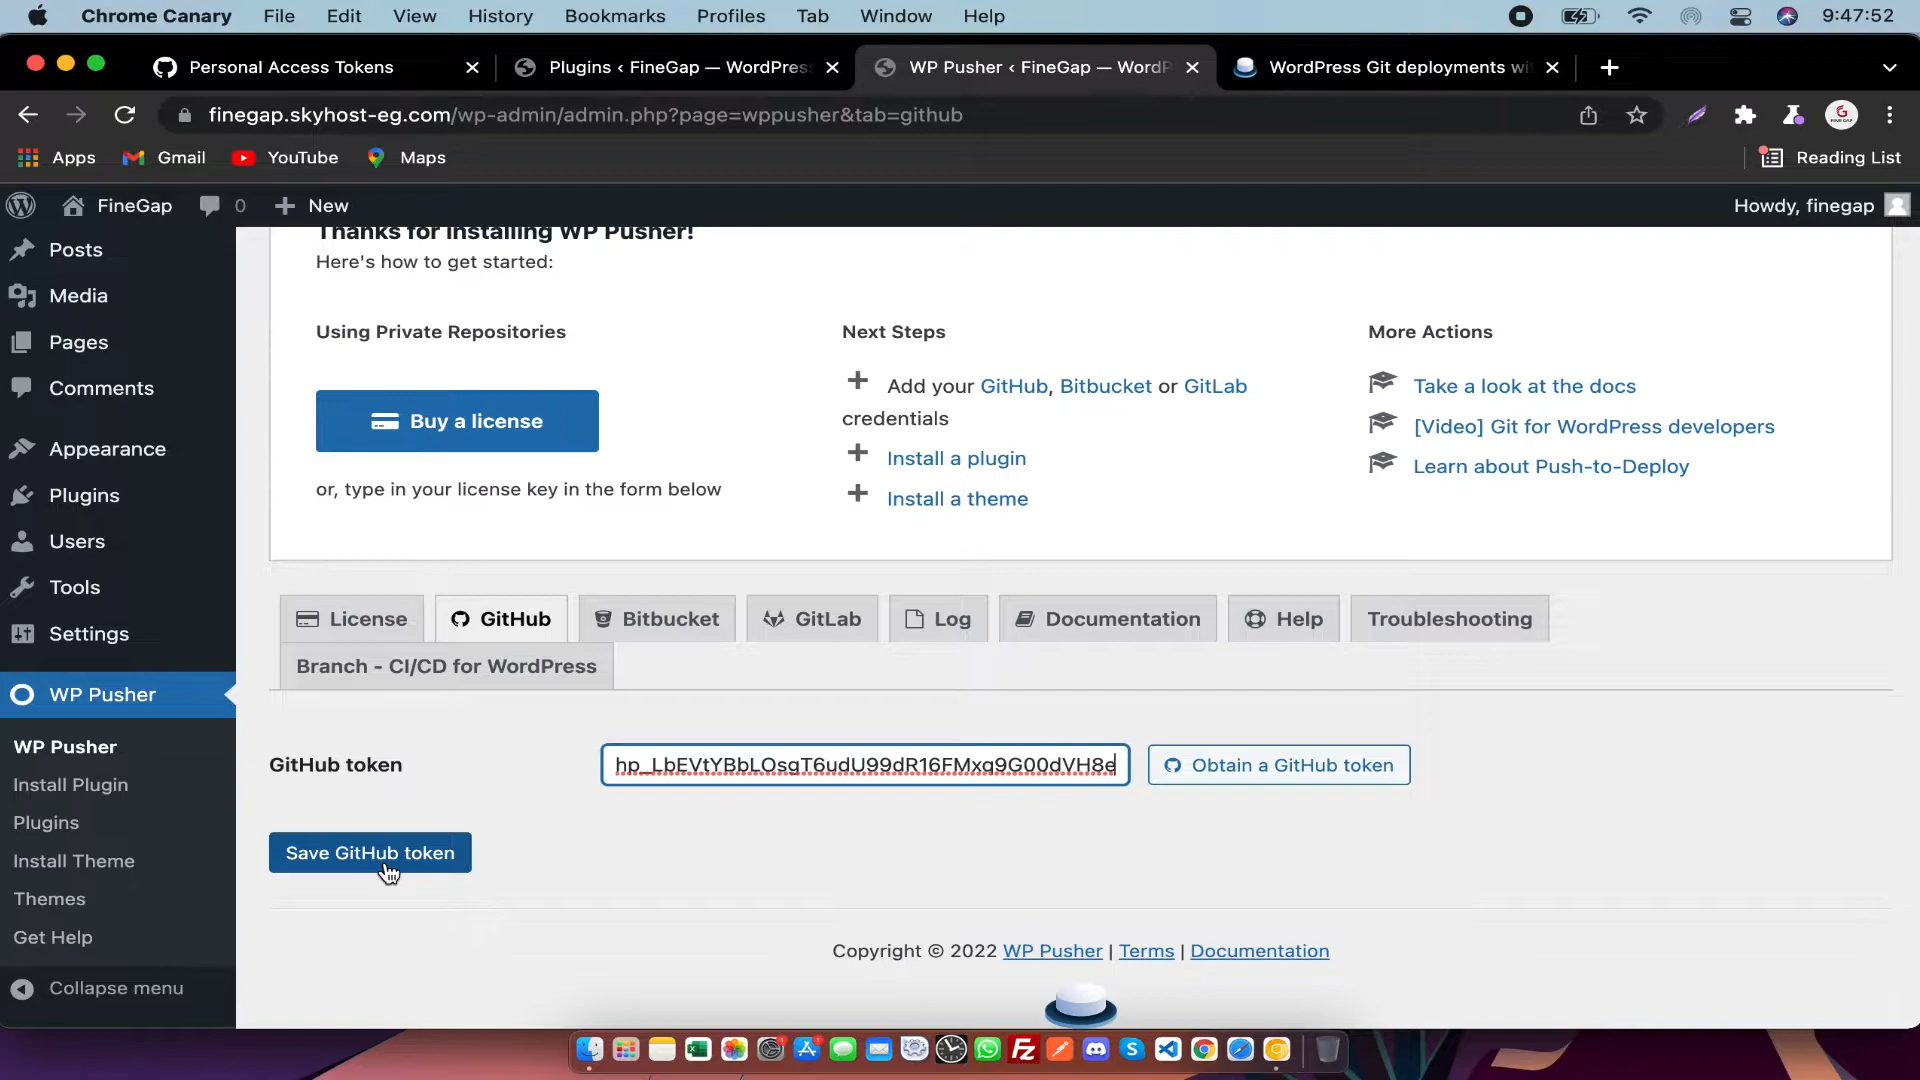 Chrome Canary File Edit View History Bookmarks Profiles Tab Window Help 9:47:52
Personal Access Tokens
Plugins ‹ FineGap — WordPres
WP Pusher ‹ FineGap — WordP
WordPress Git deployments wi
finegap.skyhost-eg.com/wp-admin/admin.php?page=wppusher&tab=github
Apps Gmail YouTube Maps Reading List
FineGap 0 New Howdy, finegap
Posts
Media
Pages
Comments
Appearance
Plugins
Users
Tools
Settings
WP Pusher
WP Pusher
Install Plugin
Plugins
Install Theme
Themes
Get Help
Collapse menu
Thanks for installing WP Pusher!
Here's how to get started:
Using Private Repositories
Buy a license
or, type in your license key in the form below
Next Steps
Add your GitHub, Bitbucket or GitLab
credentials
Install a plugin
Install a theme
More Actions
Take a look at the docs
[Video] Git for WordPress developers
Learn about Push-to-Deploy
License GitHub Bitbucket GitLab Log Documentation Help Troubleshooting
Branch - CI/CD for WordPress
GitHub token
hp_LbEVtYBbLOsgT6udU99dR16FMxq9G00dVH8e
Obtain a GitHub token
Save GitHub token
Copyright © 2022 WP Pusher | Terms | Documentation